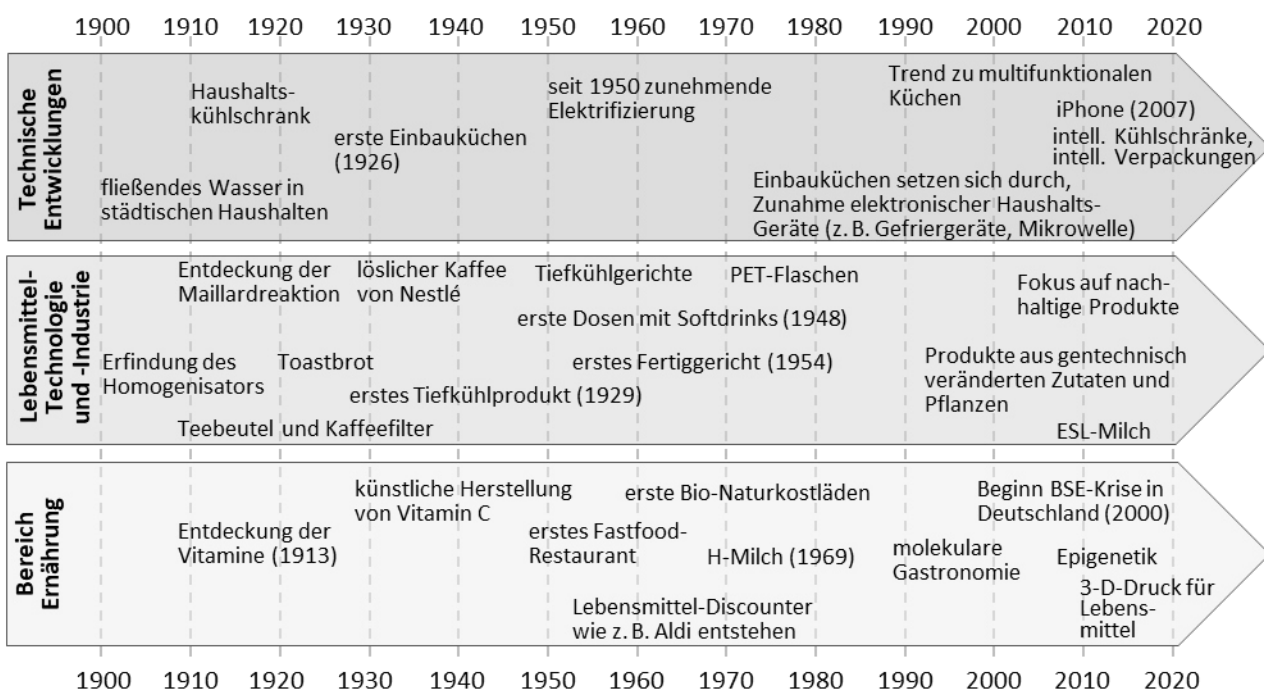 1900 1910 1920 1930 1940 1950 1960 1970 1980 1990 2000 2010 2020
Technische
Entwicklungen
Haushalts-
kühlschrank
erste Einbauküchen
(1926)
fließendes Wasser in
städtischen Haushalten
seit 1950 zunehmende
Elektrifizierung
Trend zu multifunktionalen
Küchen
iPhone (2007)
intell. Kühlschränke,
intell. Verpackungen
Einbauküchen setzen sich durch,
Zunahme elektronischer Haushalts-
Geräte (z. B. Gefriergeräte, Mikrowelle)
Lebensmittel-
Technologie
und -Industrie
Entdeckung der
Maillardreaktion
löslicher Kaffee
von Nestlé
Tiefkühlgerichte
PET-Flaschen
Fokus auf nach-
haltige Produkte
erste Dosen mit Softdrinks (1948)
Erfindung des
Homogenisators
Toastbrot
erstes Fertiggericht (1954)
erstes Tiefkühlprodukt (1929)
Produkte aus gentechnisch
veränderten Zutaten und
Pflanzen
Teebeutel und Kaffeefilter
ESL-Milch
Bereich
Ernährung
künstliche Herstellung
von Vitamin C
erste Bio-Naturkostläden
Beginn BSE-Krise in
Deutschland (2000)
Entdeckung der
Vitamine (1913)
erstes Fastfood-
Restaurant
H-Milch (1969)
molekulare
Gastronomie
Epigenetik
3-D-Druck für
Lebens-
mittel
Lebensmittel-Discounter
wie z. B. Aldi entstehen
1900 1910 1920 1930 1940 1950 1960 1970 1980 1990 2000 2010 2020